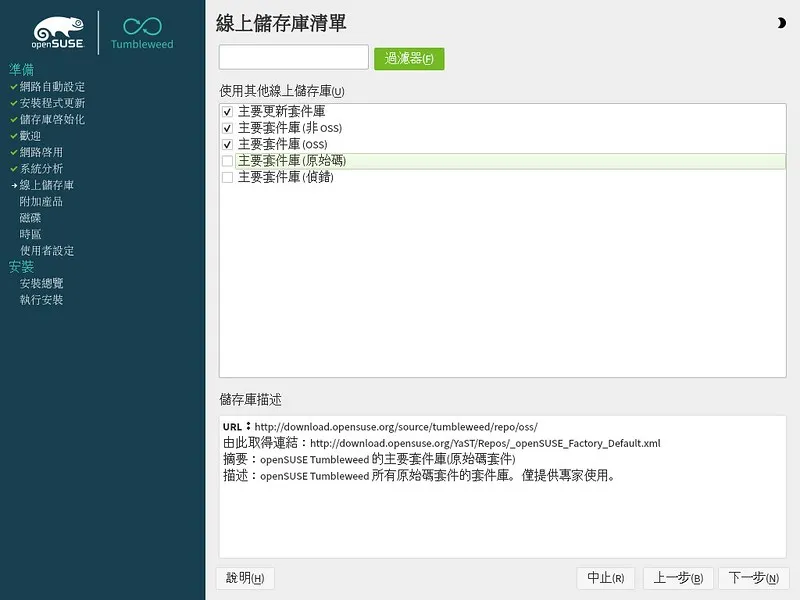 openSUSE
Tumbleweed
準備
網路自動設定
安裝程式更新
儲存庫啓始化
歡迎
網路啓用
系統分析
線上儲存庫
附加產品
磁碟
時區
使用者設定
安裝
安裝總覽
執行安裝
線上儲存庫清單
過濾器(F)
使用其他線上儲存庫(U)
主要更新套件庫
主要套件庫 (非 oss)
主要套件庫 (oss)
主要套件庫 (原始碼)
主要套件庫 (偵錯)
儲存庫描述
URL：http://download.opensuse.org/source/tumbleweed/repo/oss/
由此取得連結：http://download.opensuse.org/YaST/Repos/_openSUSE_Factory_Default.xml
摘要：openSUSE Tumbleweed 的主要套件庫(原始碼套件)
描述：openSUSE Tumbleweed 所有原始碼套件的套件庫。僅提供專家使用。
說明(H)
中止(R)
上一步(B)
下一步(N)